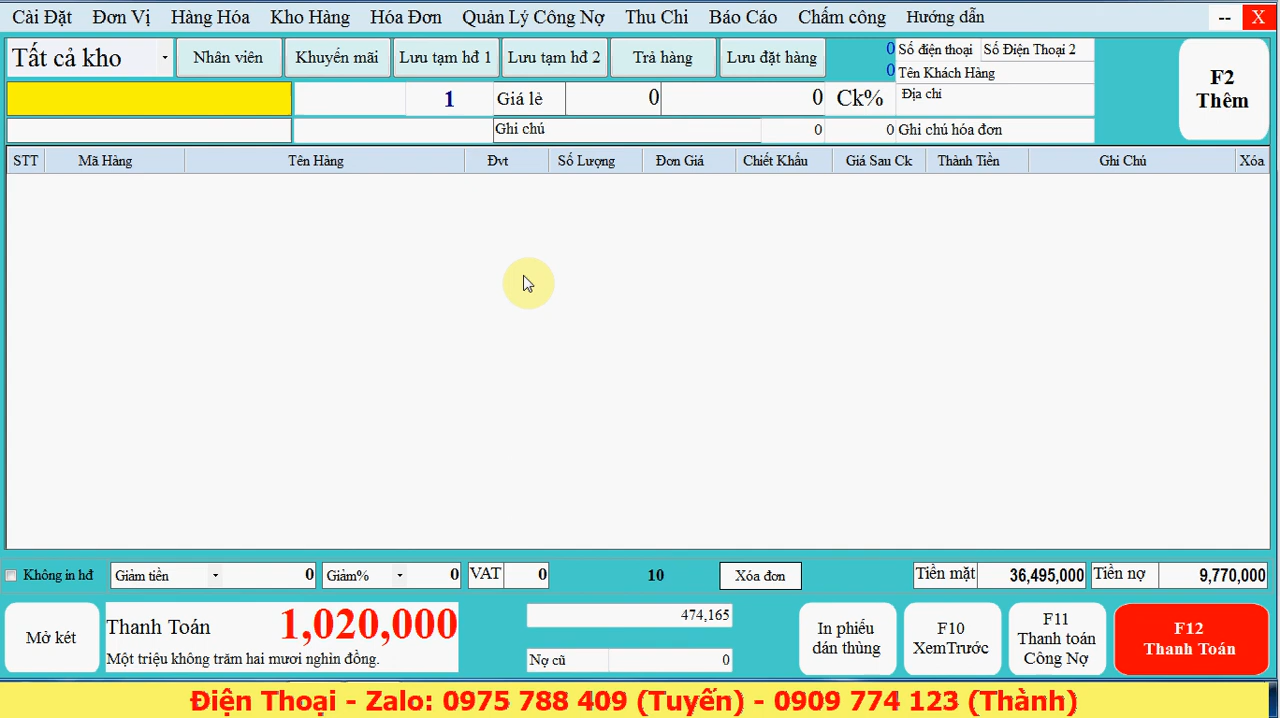 Cài Đặt Đơn Vị Hàng Hóa Kho Hàng Hóa Đơn Quản Lý Công Nợ Thu Chi Báo Cáo Chấm công Hướng dẫn -- X
Tất cả kho Nhân viên Khuyến mãi Lưu tạm hđ 1 Lưu tạm hđ 2 Trả hàng Lưu đặt hàng 0 Số điện thoại Số Điện Thoại 2
0 Tên Khách Hàng
F2
Thêm
1 Giá lẻ 0 0 Ck% Địa chỉ
Ghi chú 0 0 Ghi chú hóa đơn
STT Mã Hàng Tên Hàng Đvt Số Lượng Đơn Giá Chiết Khấu Giá Sau Ck Thành Tiền Ghi Chú Xóa
Không in hđ Giảm tiền 0 Giảm% 0 VAT 0 10 Xóa đơn Tiền mặt 36,495,000 Tiền nợ 9,770,000
Mở két
Thanh Toán 1,020,000
Một triệu không trăm hai mươi nghìn đồng.
474,165
Nợ cũ 0
In phiếu
dán thùng
F10
XemTrước
F11
Thanh toán
Công Nợ
F12
Thanh Toán
Điện Thoại - Zalo: 0975 788 409 (Tuyến) - 0909 774 123 (Thành)